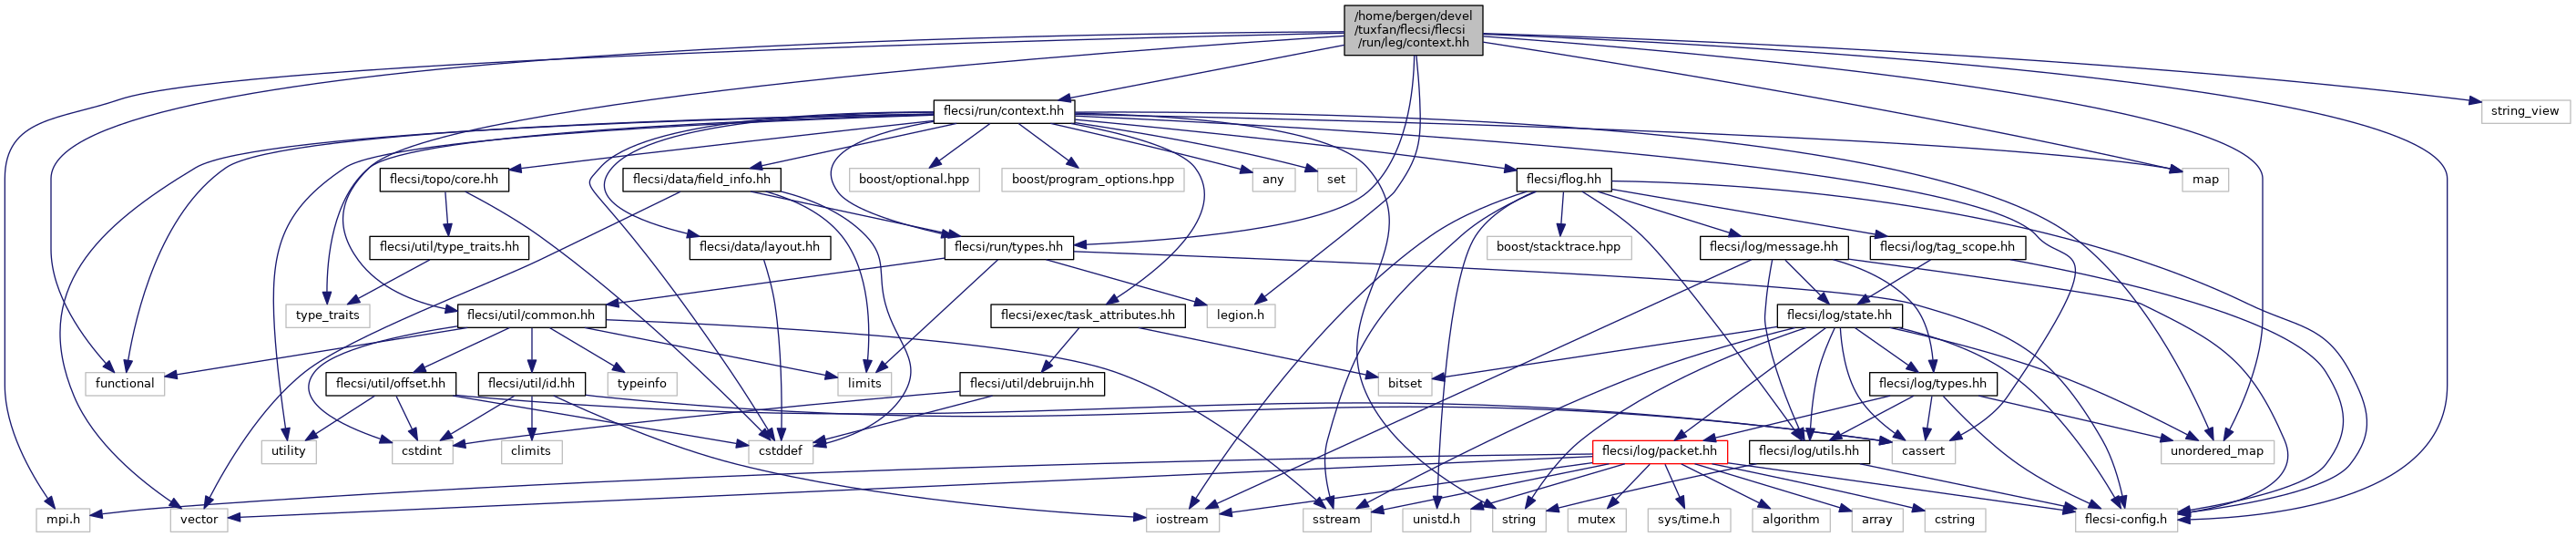 /home/bergen/devel
/tuxfan/flecsi/flecsi
/run/leg/context.hh
flecsi/run/context.hh
string_view
flecsi/topo/core.hh
flecsi/data/field_info.hh
boost/optional.hpp
boost/program_options.hpp
any
set
flecsi/flog.hh
map
flecsi/util/type_traits.hh
flecsi/data/layout.hh
flecsi/run/types.hh
boost/stacktrace.hpp
flecsi/log/message.hh
flecsi/log/tag_scope.hh
type_traits
flecsi/util/common.hh
flecsi/exec/task_attributes.hh
legion.h
flecsi/log/state.hh
functional
flecsi/util/offset.hh
flecsi/util/id.hh
typeinfo
limits
flecsi/util/debruijn.hh
bitset
flecsi/log/types.hh
utility
cstdint
climits
cstddef
flecsi/log/packet.hh
flecsi/log/utils.hh
cassert
unordered_map
mpi.h
vector
iostream
sstream
unistd.h
string
mutex
sys/time.h
algorithm
array
cstring
flecsi-config.h